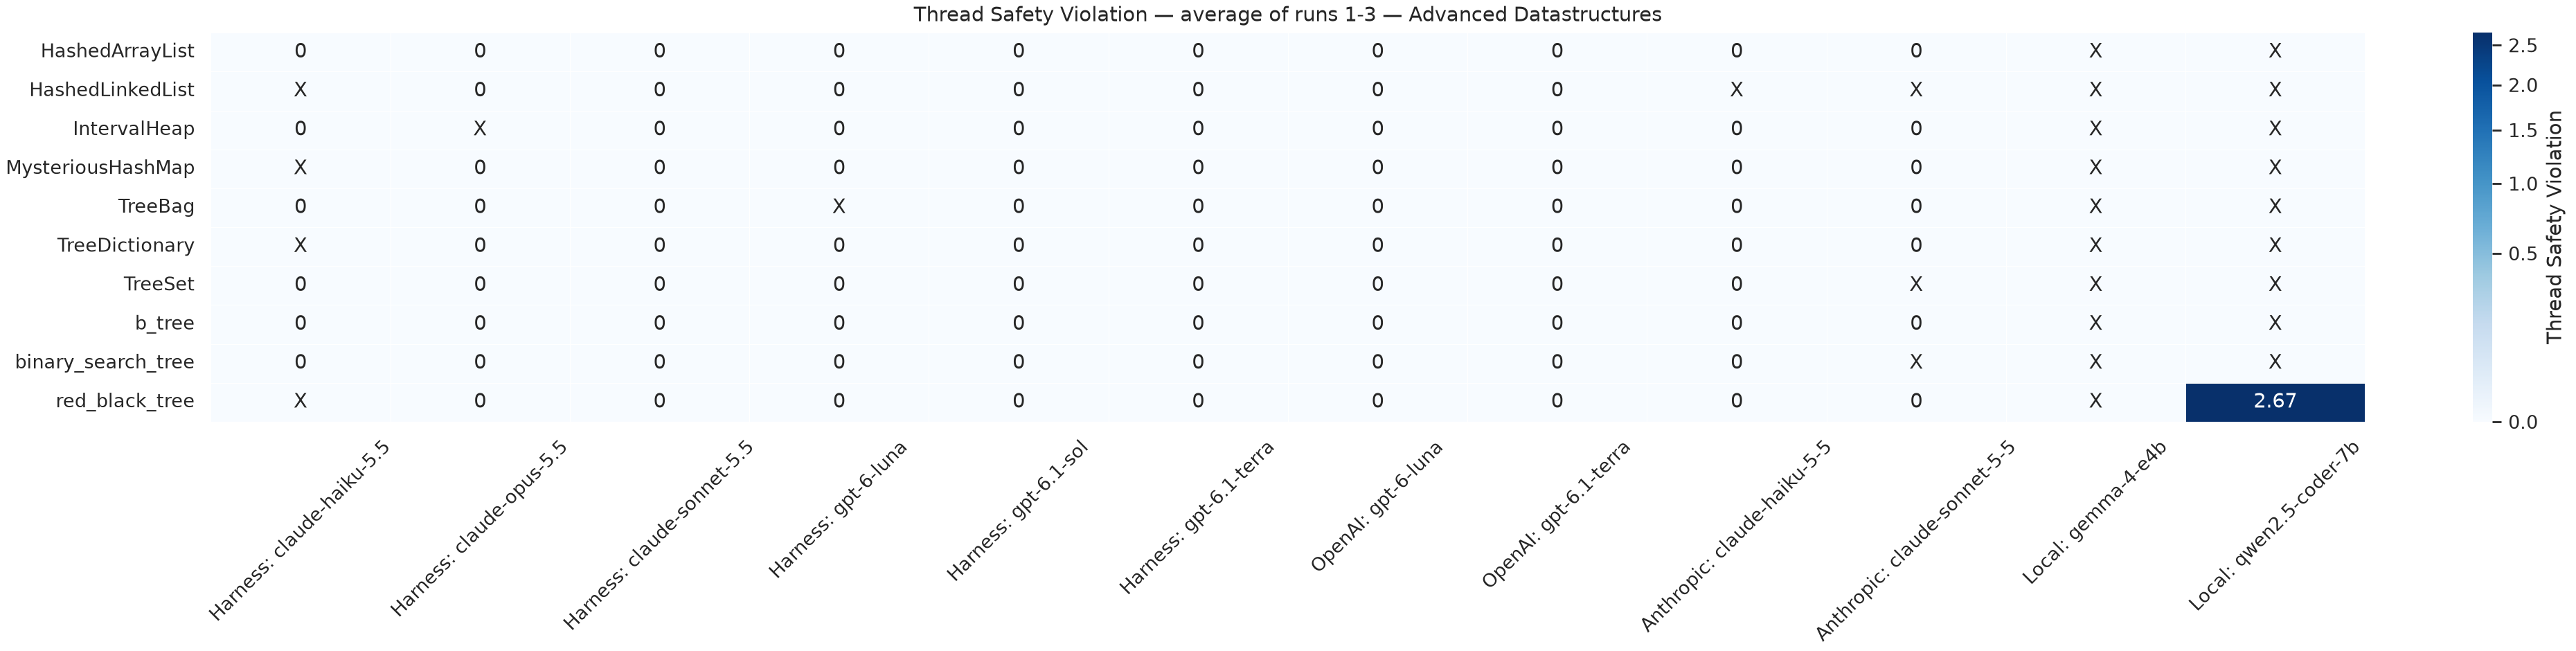 Thread Safety Violation — average of runs 1-3 — Advanced Datastructures
HashedArrayList 0 0 0 0 0 0 0 0 0 0 X X
HashedLinkedList X 0 0 0 0 0 0 0 X X X X
IntervalHeap 0 X 0 0 0 0 0 0 0 0 X X
MysteriousHashMap X 0 0 0 0 0 0 0 0 0 X X
TreeBag 0 0 0 X 0 0 0 0 0 0 X X
TreeDictionary X 0 0 0 0 0 0 0 0 0 X X
TreeSet 0 0 0 0 0 0 0 0 0 X X X
b_tree 0 0 0 0 0 0 0 0 0 0 X X
binary_search_tree 0 0 0 0 0 0 0 0 0 X X X
red_black_tree X 0 0 0 0 0 0 0 0 0 X 2.67
Harness: claude-haiku-5.5
Harness: claude-opus-5.5
Harness: claude-sonnet-5.5
Harness: gpt-6-luna
Harness: gpt-6.1-sol
Harness: gpt-6.1-terra
OpenAI: gpt-6-luna
OpenAI: gpt-6.1-terra
Anthropic: claude-haiku-5-5
Anthropic: claude-sonnet-5-5
Local: gemma-4-e4b
Local: qwen2.5-coder-7b
2.5
2.0
1.5
1.0
0.5
0.0
Thread Safety Violation